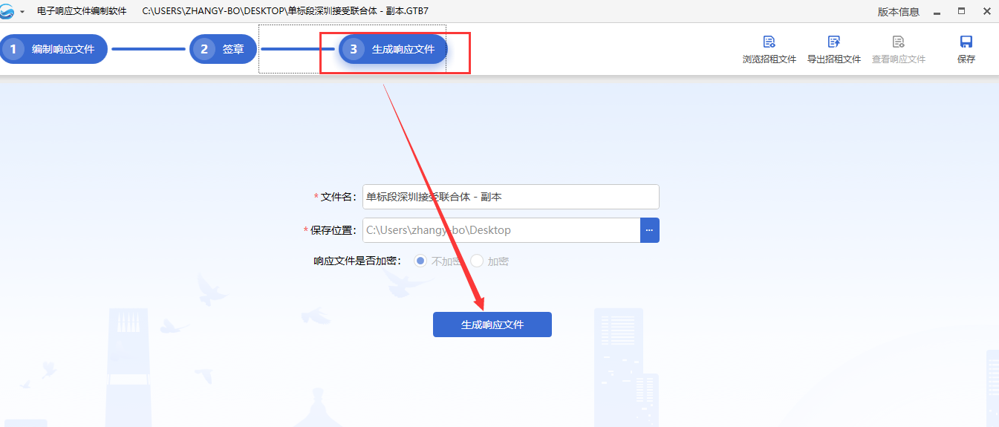 电子响应文件编制软件 C:\USERS\ZHANGY-BO\DESKTOP\单标段深圳接受联合体 - 副本.GTB7 版本信息
1 编制响应文件 2 签章 3 生成响应文件
浏览招租文件 导出招租文件 查看响应文件 保存
*文件名： 单标段深圳接受联合体 - 副本
*保存位置： C:\Users\zhangy-bo\Desktop ...
响应文件是否加密： 不加密 加密
生成响应文件